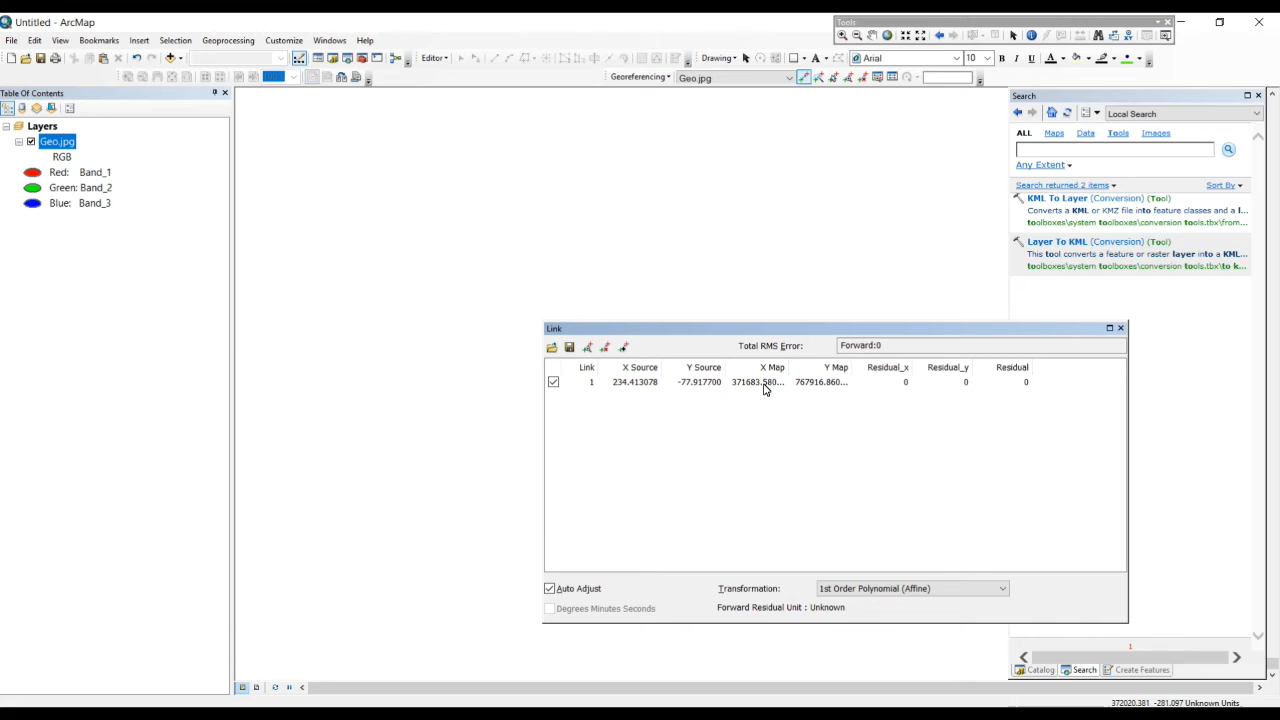 Untitled - ArcMap
Tools
File Edit View Bookmarks Insert Selection Geoprocessing Customize Windows Help
Editor Drawing Arial 10 B I U A
Georeferencing Geo.jpg
Table Of Contents
Layers
Geo.jpg
RGB
Red: Band_1
Green: Band_2
Blue: Band_3
Search
Local Search
ALL Maps Data Tools Images
Any Extent
Search returned 2 items Sort By
KML To Layer (Conversion) (Tool)
Converts a KML or KMZ file into feature classes and a l...
toolboxes\system toolboxes\conversion tools.tbx\from...
Layer To KML (Conversion) (Tool)
This tool converts a feature or raster layer into a KML...
toolboxes\system toolboxes\conversion tools.tbx\to k...
Link
Total RMS Error: Forward:0
Link X Source Y Source X Map Y Map Residual_x Residual_y Residual
1 234.413078 -77.917700 371683.580... 767916.860... 0 0 0
Auto Adjust Transformation: 1st Order Polynomial (Affine)
Degrees Minutes Seconds Forward Residual Unit : Unknown
1
Catalog Search Create Features
372020.381 -281.097 Unknown Units